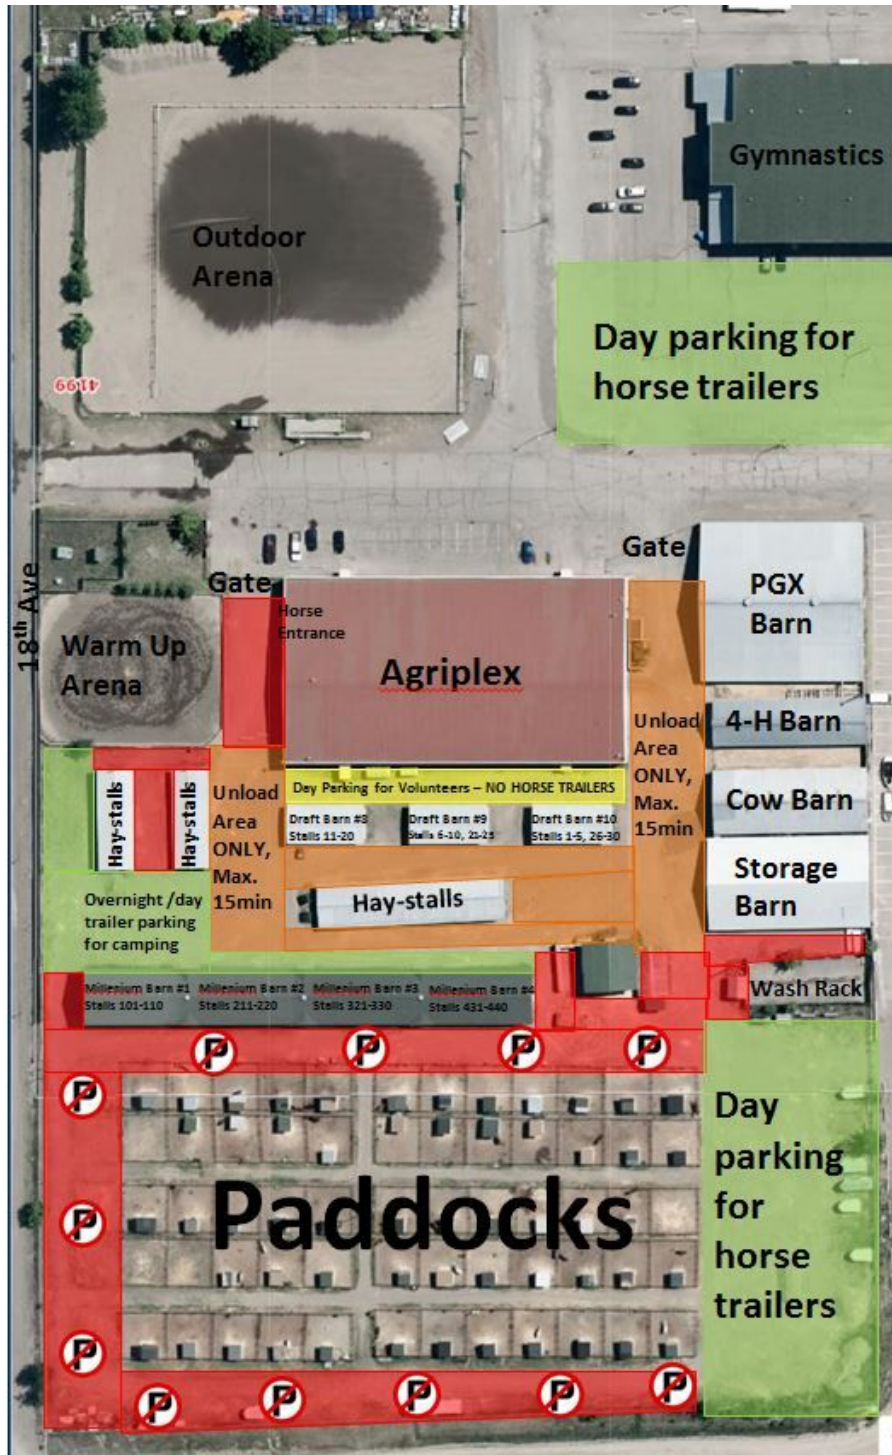 Gymnastics
Outdoor
Arena
Day parking for
horse trailers
4199
18th Ave
Gate
Gate
PGX
Barn
Horse
Entrance
Warm Up
Arena
Agriplex
4-H Barn
Unload
Area
ONLY,
Max.
15min
Hay-stalls
Hay-stalls
Unload
Area
ONLY,
Max.
15min
Day Parking for Volunteers – NO HORSE TRAILERS
Cow Barn
Draft Barn #8
Stalls 11-20
Draft Barn #9
Stalls 6-10, 21-25
Draft Barn #10
Stalls 1-5, 26-30
Storage
Barn
Hay-stalls
Overnight /day
trailer parking
for camping
Millenium Barn #1
Stalls 101-110
Millenium Barn #2
Stalls 211-220
Millenium Barn #3
Stalls 321-330
Millenium Barn #4
Stalls 431-440
Wash Rack
P
P
P
P
P
P
P
P
P
P
P
P
Paddocks
Day
parking
for
horse
trailers